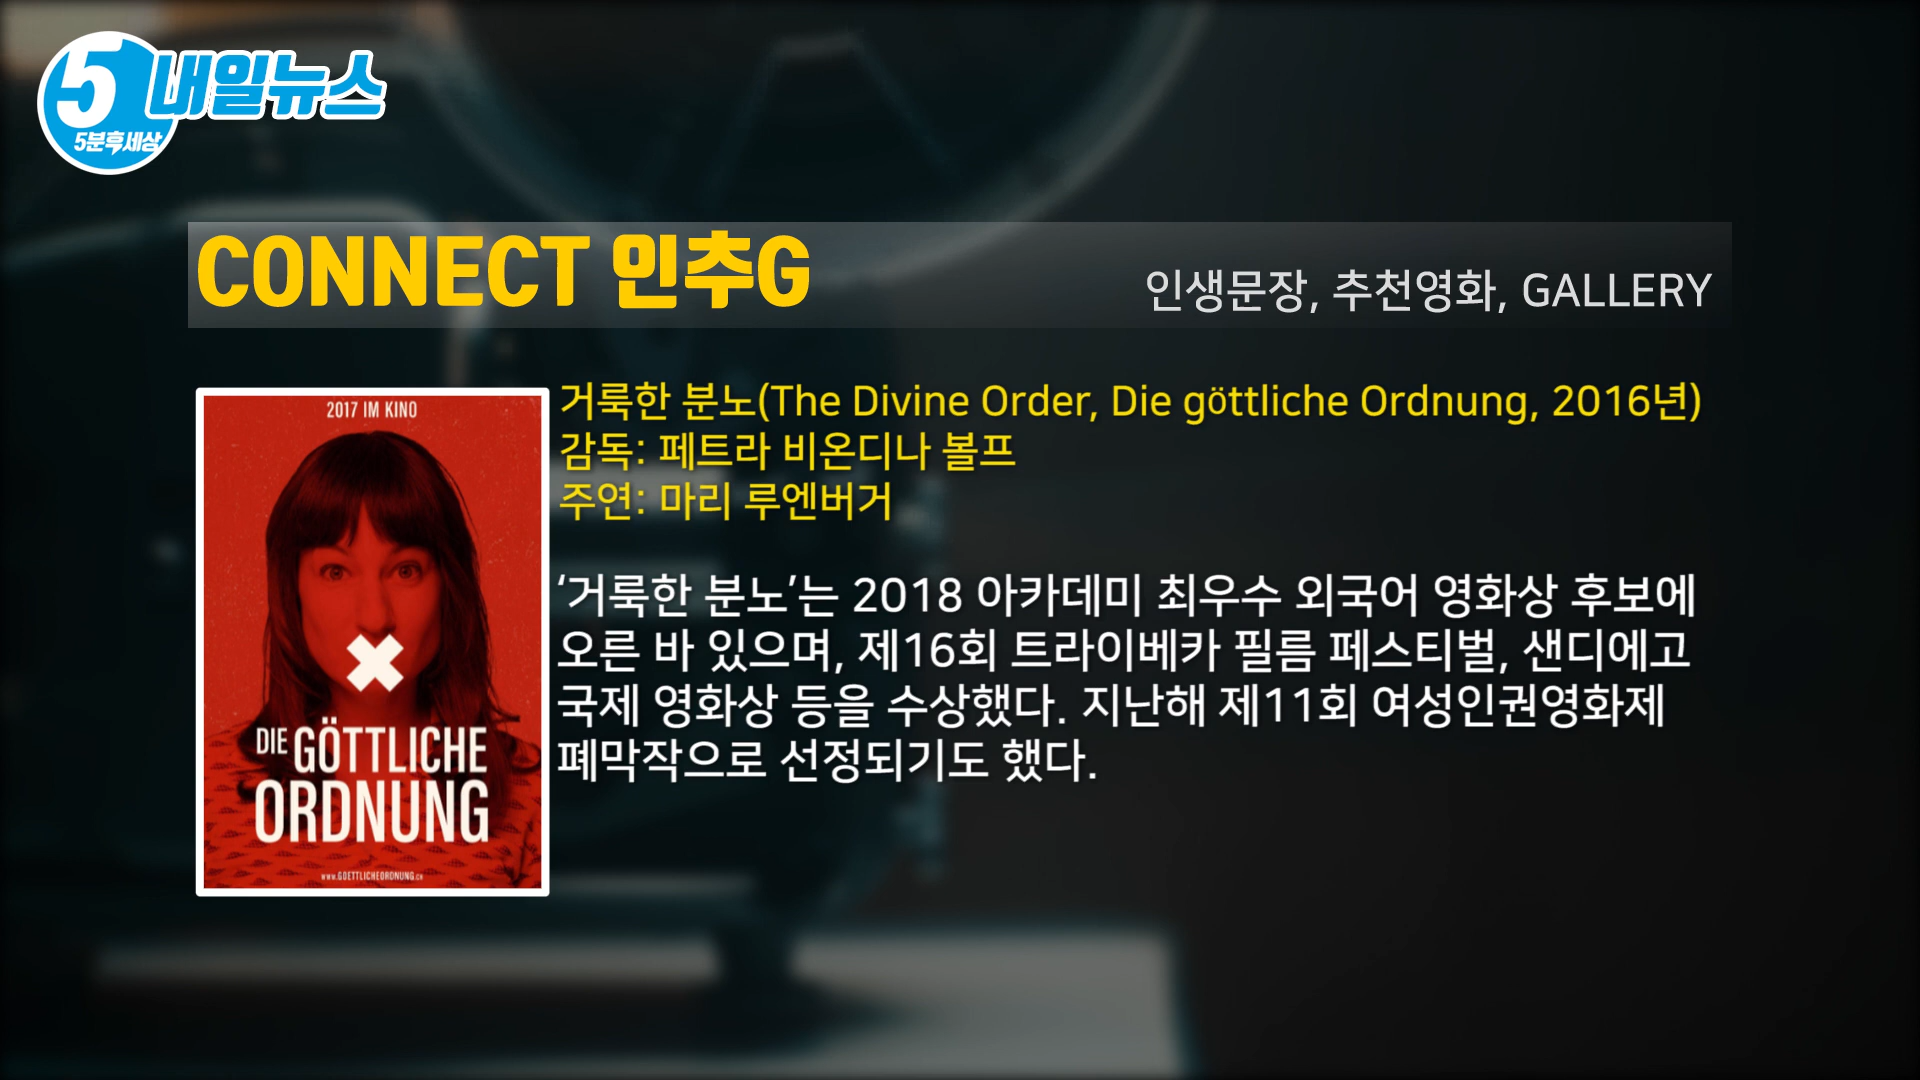 5 내일뉴스
5분후세상
CONNECT 인추G
인생문장, 추천영화, GALLERY
2017 IM KINO
DIE GÖTTLICHE
ORDNUNG
WWW.GOETTLICHEORDNUNG.CH
거룩한 분노(The Divine Order, Die göttliche Ordnung, 2016년)
감독: 페트라 비온디나 볼프
주연: 마리 루엔버거
‘거룩한 분노’는 2018 아카데미 최우수 외국어 영화상 후보에
오른 바 있으며, 제16회 트라이베카 필름 페스티벌, 샌디에고
국제 영화상 등을 수상했다. 지난해 제11회 여성인권영화제
폐막작으로 선정되기도 했다.